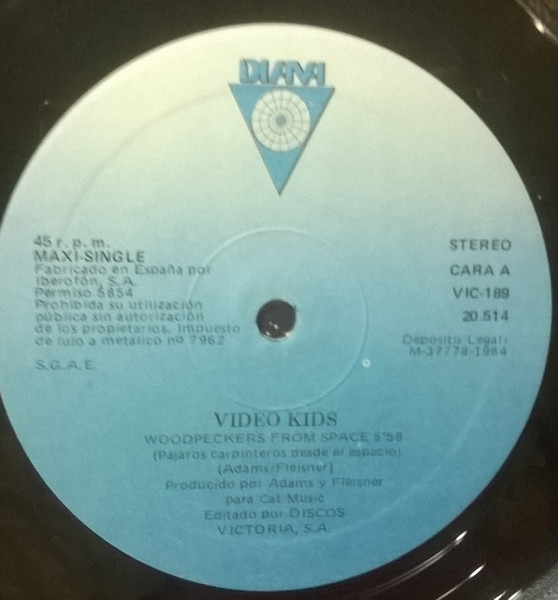 DIANA
45 r. p. m.
MAXI-SINGLE
Fabricado en España por
Iberofón, S.A.
Permiso 5854
Prohibida su utilización
pública sin autorización
de los propietarios. Impuesto
de lujo a metálico nº 7962
S.G.A.E.
STEREO
CARA A
VIC-189
20.514
Depósito Legal:
M-37778-1984
VIDEO KIDS
WOODPECKERS FROM SPACE 5'58
(Pájaros carpinteros desde el espacio)
(Adams/Fleisner)
Producido por Adams y Fleisner
para Cat Music
Editado por DISCOS
VICTORIA, S.A.